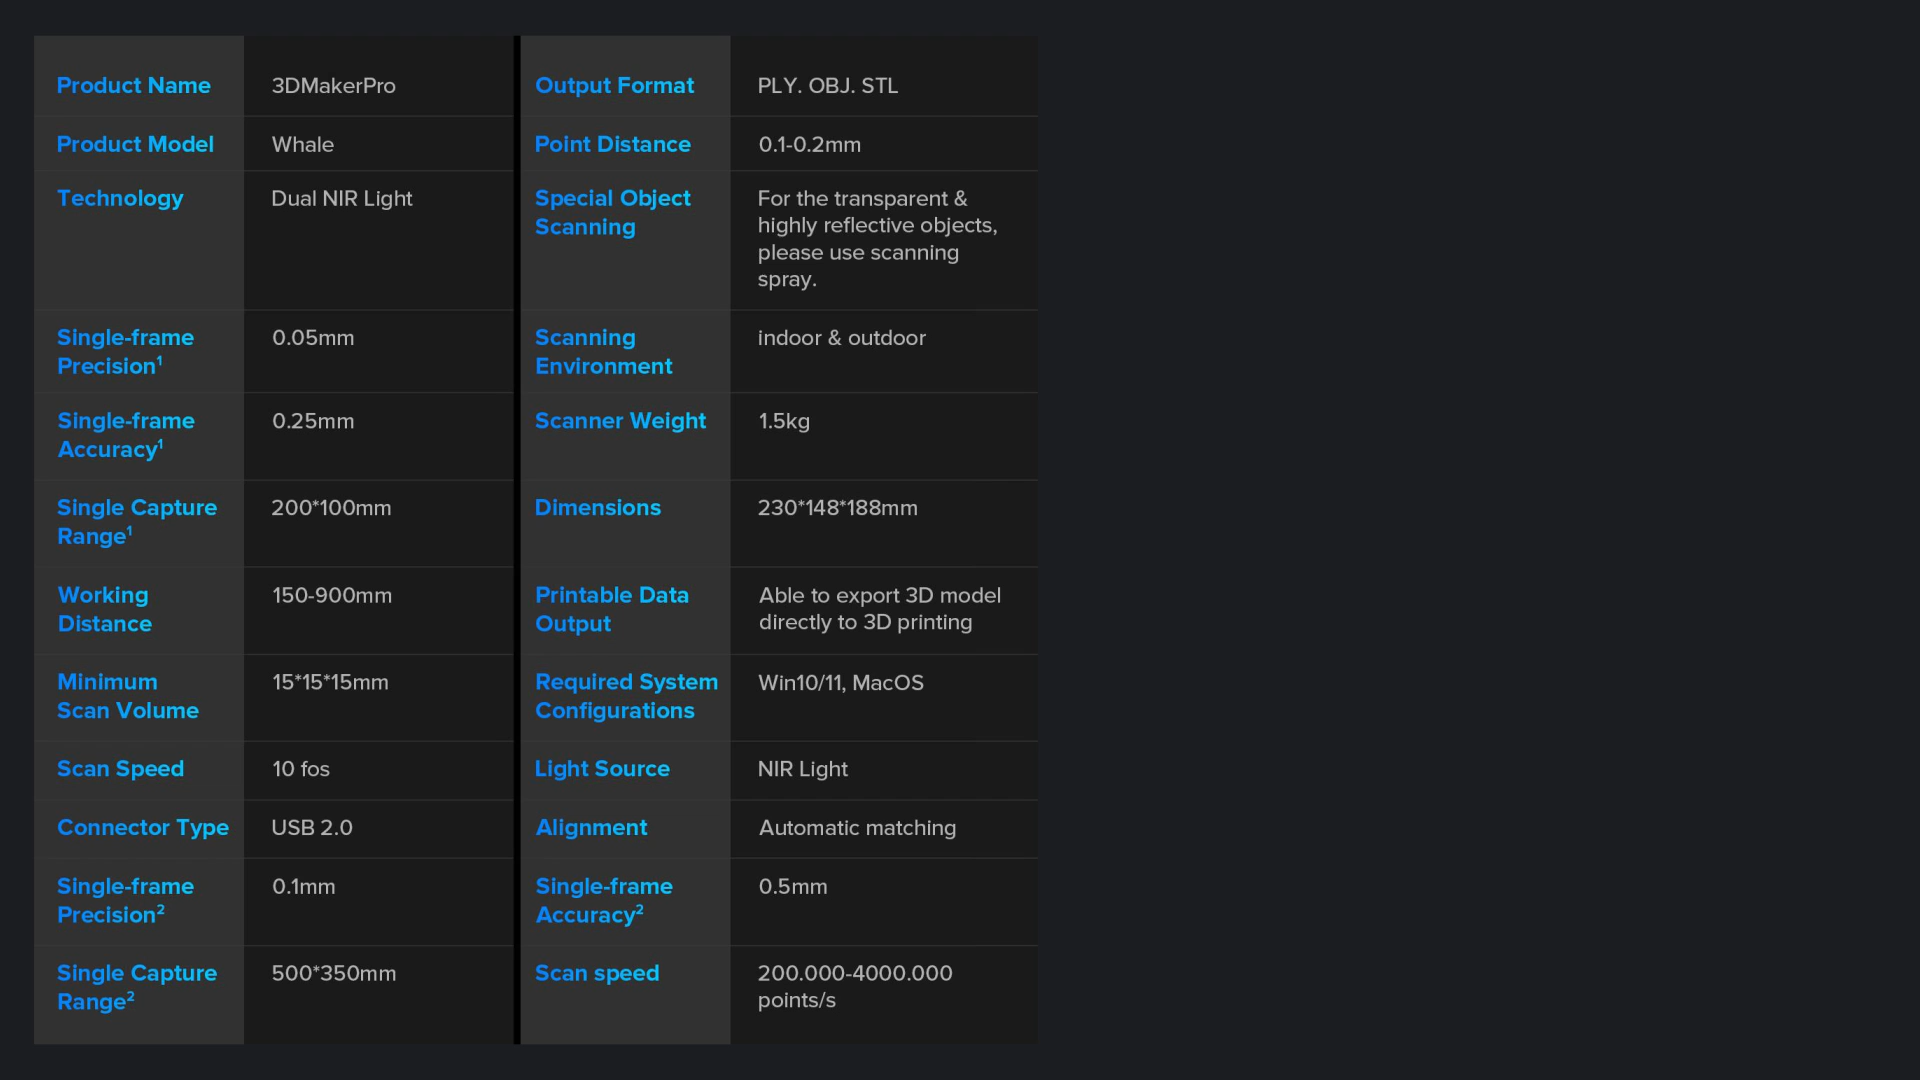 Product Name 3DMakerPro
Product Model Whale
Technology Dual NIR Light
Single-frame 0.05mm
Precision¹
Single-frame 0.25mm
Accuracy¹
Single Capture 200*100mm
Range¹
Working 150-900mm
Distance
Minimum 15*15*15mm
Scan Volume
Scan Speed 10 fos
Connector Type USB 2.0
Single-frame 0.1mm
Precision²
Single Capture 500*350mm
Range²
Output Format PLY. OBJ. STL
Point Distance 0.1-0.2mm
Special Object For the transparent &
Scanning highly reflective objects,
please use scanning
spray.
Scanning indoor & outdoor
Environment
Scanner Weight 1.5kg
Dimensions 230*148*188mm
Printable Data Able to export 3D model
Output directly to 3D printing
Required System Win10/11, MacOS
Configurations
Light Source NIR Light
Alignment Automatic matching
Single-frame 0.5mm
Accuracy²
Scan speed 200.000-4000.000
points/s